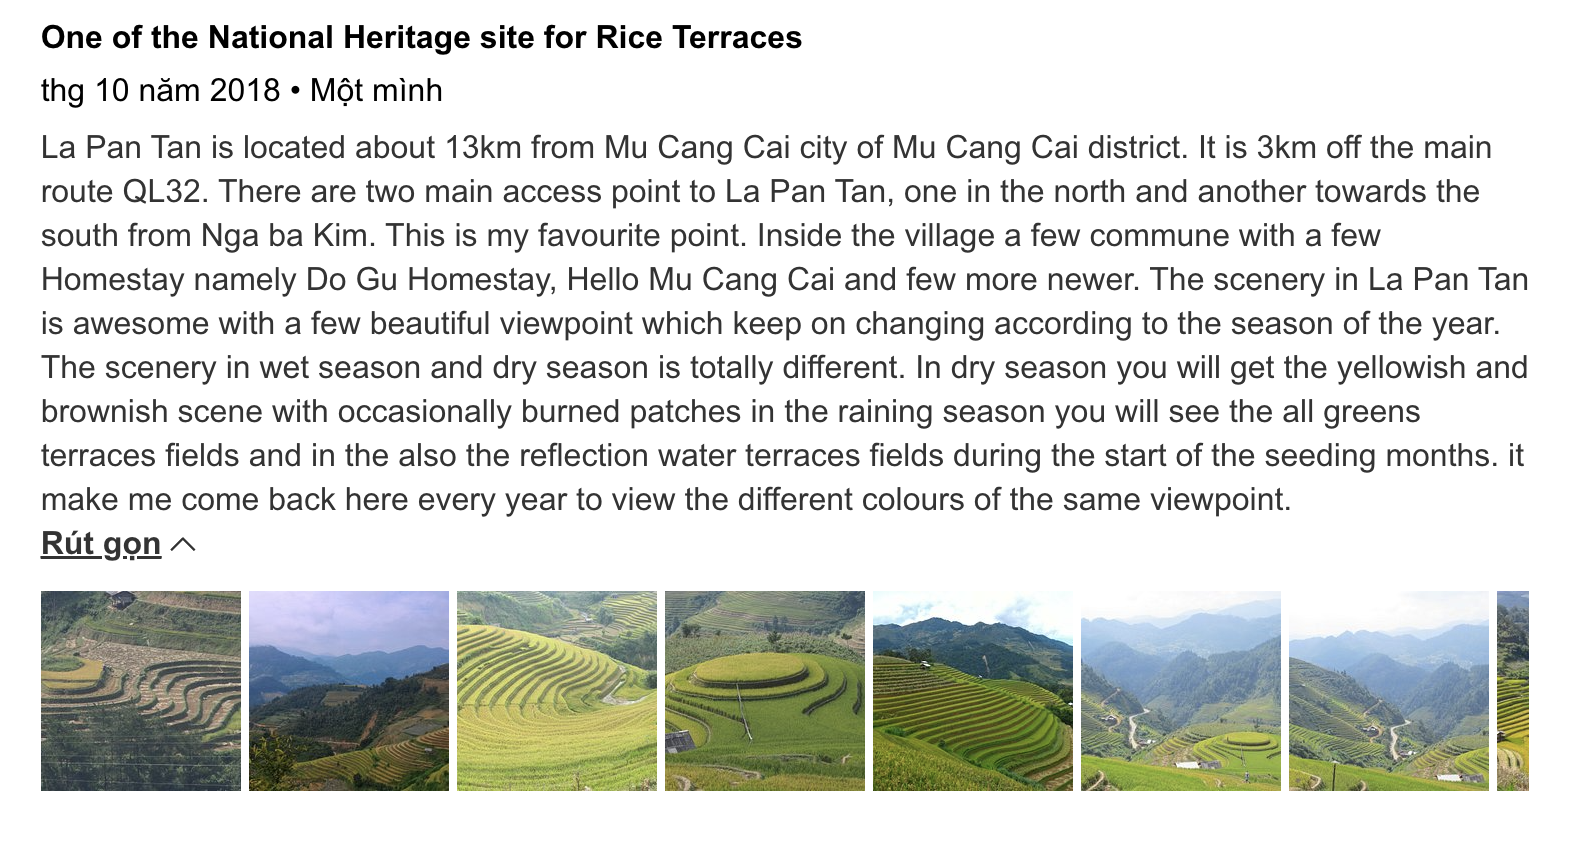 One of the National Heritage site for Rice Terraces
thg 10 năm 2018 • Một mình
La Pan Tan is located about 13km from Mu Cang Cai city of Mu Cang Cai district. It is 3km off the main
route QL32. There are two main access point to La Pan Tan, one in the north and another towards the
south from Nga ba Kim. This is my favourite point. Inside the village a few commune with a few
Homestay namely Do Gu Homestay, Hello Mu Cang Cai and few more newer. The scenery in La Pan Tan
is awesome with a few beautiful viewpoint which keep on changing according to the season of the year.
The scenery in wet season and dry season is totally different. In dry season you will get the yellowish and
brownish scene with occasionally burned patches in the raining season you will see the all greens
terraces fields and in the also the reflection water terraces fields during the start of the seeding months. it
make me come back here every year to view the different colours of the same viewpoint.
Rút gọn